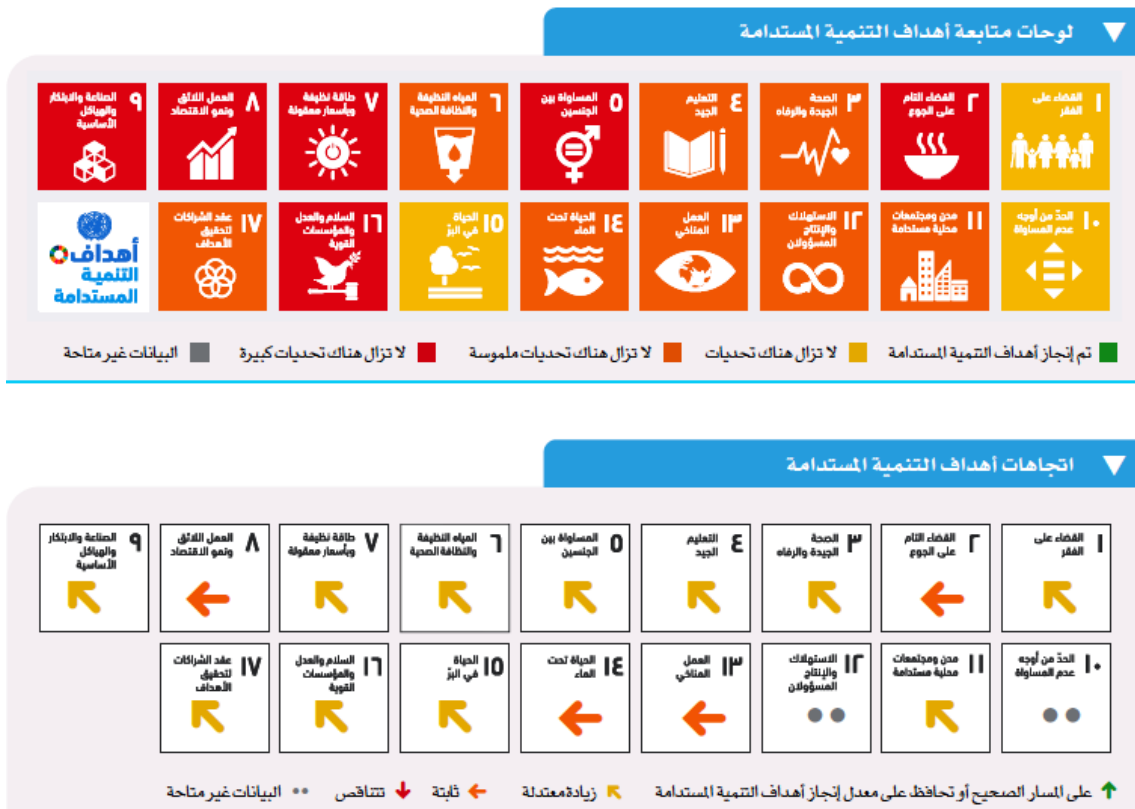 لوحات متابعة أهداف التنمية المستدامة
١ القضاء على
الفقر
٢ القضاء التام
على الجوع
٣ الصحة
الجيدة والرفاه
٤ التعليم
الجيد
٥ المساواة بين
الجنسين
٦ المياه النظيفة
والنظافة الصحية
٧ طاقة نظيفة
وبأسعار معقولة
٨ العمل اللائق
ونمو الاقتصاد
٩ الصناعة والابتكار
والهياكل
الأساسية
١٠ الحدّ من أوجه
عدم المساواة
١١ مدن ومجتمعات
محلية مستدامة
١٢ الاستهلاك
والإنتاج
المسؤولان
١٣ العمل
المناخي
١٤ الحياة تحت
الماء
١٥ الحياة
في البرّ
١٦ السلام والعدل
والمؤسسات
القوية
١٧ عقد الشراكات
لتحقيق
الأهداف
أهداف
التنمية
المستدامة
تم إنجاز أهداف التنمية المستدامة لا تزال هناك تحديات لا تزال هناك تحديات ملموسة لا تزال هناك تحديات كبيرة البيانات غير متاحة
اتجاهات أهداف التنمية المستدامة
١ القضاء على
الفقر
٢ القضاء التام
على الجوع
٣ الصحة
الجيدة والرفاه
٤ التعليم
الجيد
٥ المساواة بين
الجنسين
٦ المياه النظيفة
والنظافة الصحية
٧ طاقة نظيفة
وبأسعار معقولة
٨ العمل اللائق
ونمو الاقتصاد
٩ الصناعة والابتكار
والهياكل
الأساسية
١٠ الحدّ من أوجه
عدم المساواة
١١ مدن ومجتمعات
محلية مستدامة
١٢ الاستهلاك
والإنتاج
المسؤولان
١٣ العمل
المناخي
١٤ الحياة تحت
الماء
١٥ الحياة
في البرّ
١٦ السلام والعدل
والمؤسسات
القوية
١٧ عقد الشراكات
لتحقيق
الأهداف
على المسار الصحيح أو تحافظ على معدل إنجاز أهداف التنمية المستدامة زيادة معتدلة ثابتة تتناقص البيانات غير متاحة